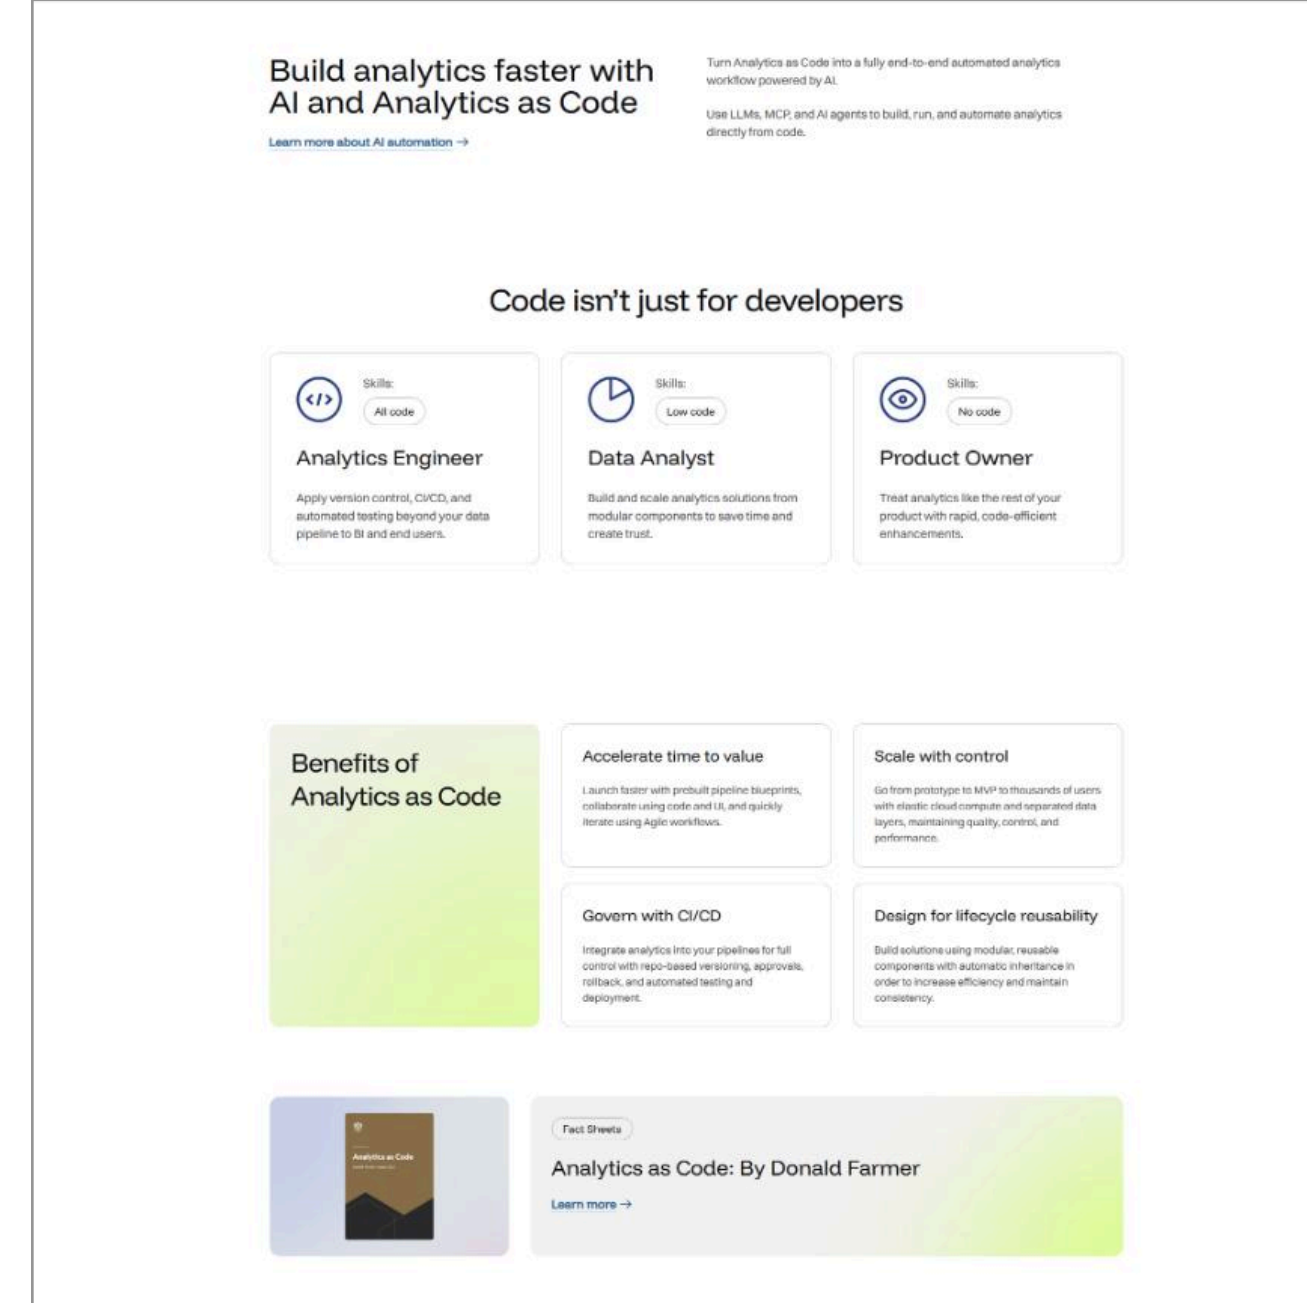 Build analytics faster with
AI and Analytics as Code
Learn more about AI automation →
Turn Analytics as Code into a fully end-to-end automated analytics
workflow powered by AI.
Use LLMs, MCP, and AI agents to build, run, and automate analytics
directly from code.
Code isn't just for developers
</>
Skills:
All code
Analytics Engineer
Apply version control, CI/CD, and
automated testing beyond your data
pipeline to BI and end users.
Skills:
Low code
Data Analyst
Build and scale analytics solutions from
modular components to save time and
create trust.
Skills:
No code
Product Owner
Treat analytics like the rest of your
product with rapid, code-efficient
enhancements.
Benefits of
Analytics as Code
Accelerate time to value
Launch faster with prebuilt pipeline blueprints,
collaborate using code and UI, and quickly
iterate using Agile workflows.
Scale with control
Go from prototype to MVP to thousands of users
with elastic cloud compute and separated data
layers, maintaining quality, control, and
performance.
Govern with CI/CD
Integrate analytics into your pipelines for full
control with repo-based versioning, approvals,
rollback, and automated testing and
deployment.
Design for lifecycle reusability
Build solutions using modular, reusable
components with automatic inheritance in
order to increase efficiency and maintain
consistency.
Analytics as Code
Fact Sheets
Analytics as Code: By Donald Farmer
Learn more →